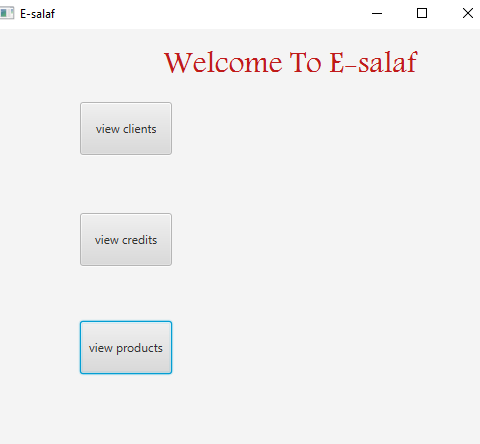 E-salaf
Welcome To E-salaf
view clients
view credits
view products